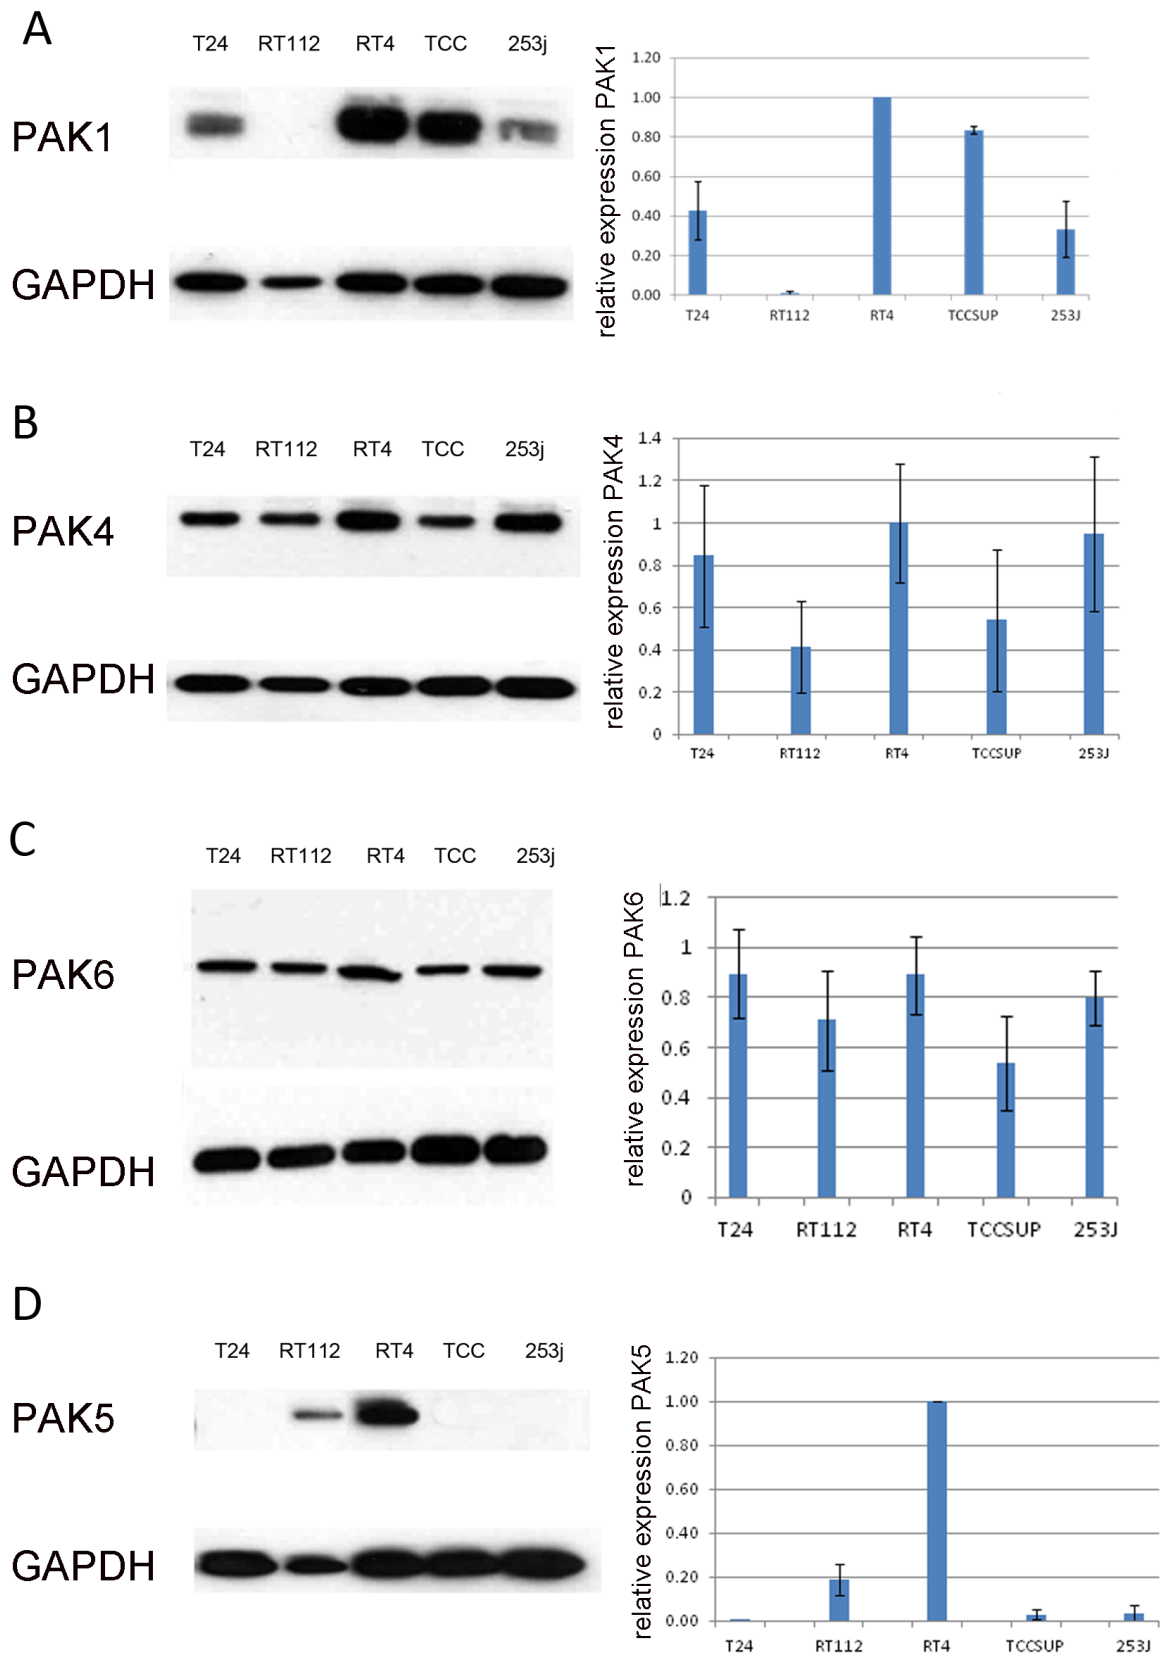 A
T24 RT112 RT4 TCC 253j
PAK1
GAPDH
relative expression PAK1
1.20
1.00
0.80
0.60
0.40
0.20
0.00
T24 RT112 RT4 TCCSUP 253J
B
T24 RT112 RT4 TCC 253j
PAK4
GAPDH
relative expression PAK4
1.4
1.2
1
0.8
0.6
0.4
0.2
0
T24 RT112 RT4 TCCSUP 253J
C
T24 RT112 RT4 TCC 253j
PAK6
GAPDH
relative expression PAK6
1.2
1
0.8
0.6
0.4
0.2
0
T24 RT112 RT4 TCCSUP 253J
D
T24 RT112 RT4 TCC 253j
PAK5
GAPDH
relative expression PAK5
1.20
1.00
0.80
0.60
0.40
0.20
0.00
T24 RT112 RT4 TCCSUP 253J